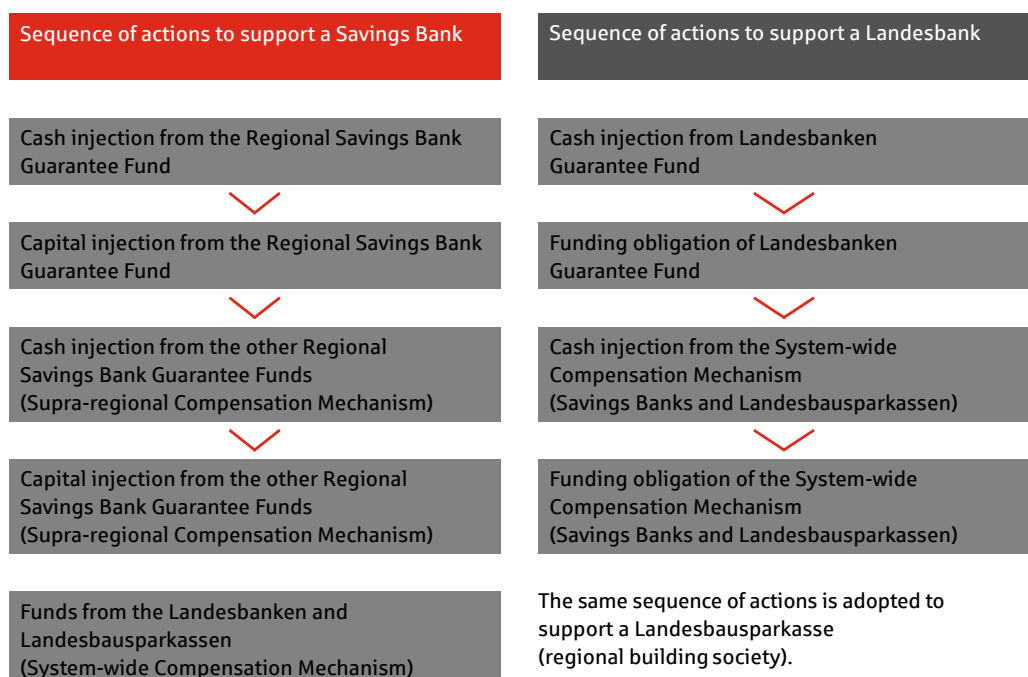 Sequence of actions to support a Savings Bank
Cash injection from the Regional Savings Bank
Guarantee Fund
Capital injection from the Regional Savings Bank
Guarantee Fund
Cash injection from the other Regional
Savings Bank Guarantee Funds
(Supra-regional Compensation Mechanism)
Capital injection from the other Regional
Savings Bank Guarantee Funds
(Supra-regional Compensation Mechanism)
Funds from the Landesbanken and
Landesbausparkassen
(System-wide Compensation Mechanism)
Sequence of actions to support a Landesbank
Cash injection from Landesbanken
Guarantee Fund
Funding obligation of Landesbanken
Guarantee Fund
Cash injection from the System-wide
Compensation Mechanism
(Savings Banks and Landesbausparkassen)
Funding obligation of the System-wide
Compensation Mechanism
(Savings Banks and Landesbausparkassen)
The same sequence of actions is adopted to
support a Landesbausparkasse
(regional building society).